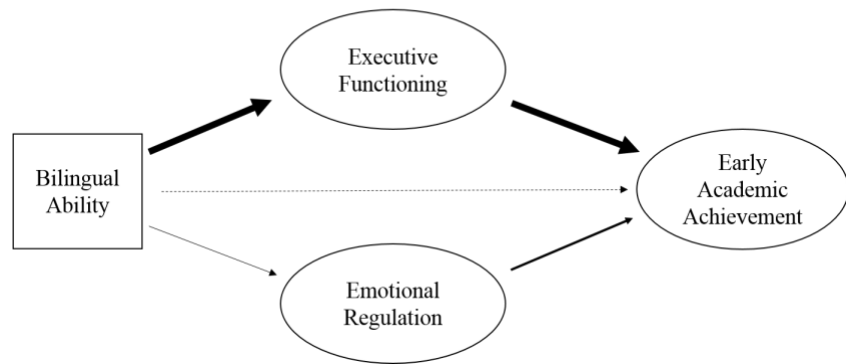 Executive
Functioning
Bilingual
Ability
Early
Academic
Achievement
Emotional
Regulation